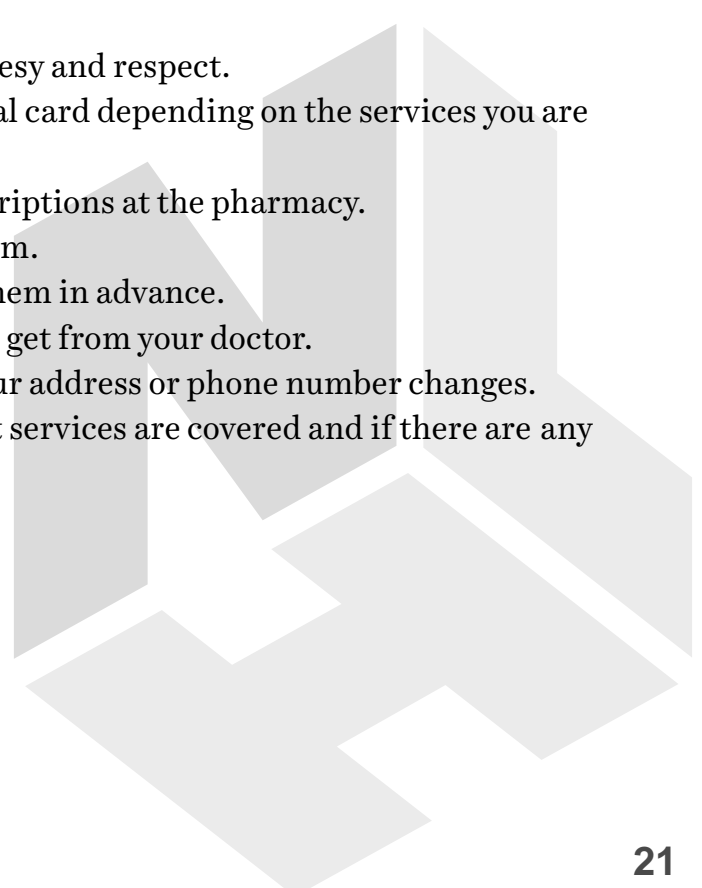 esy and respect.
al card depending on the services you are
riptions at the pharmacy.
m.
hem in advance.
get from your doctor.
ur address or phone number changes.
t services are covered and if there are any
21